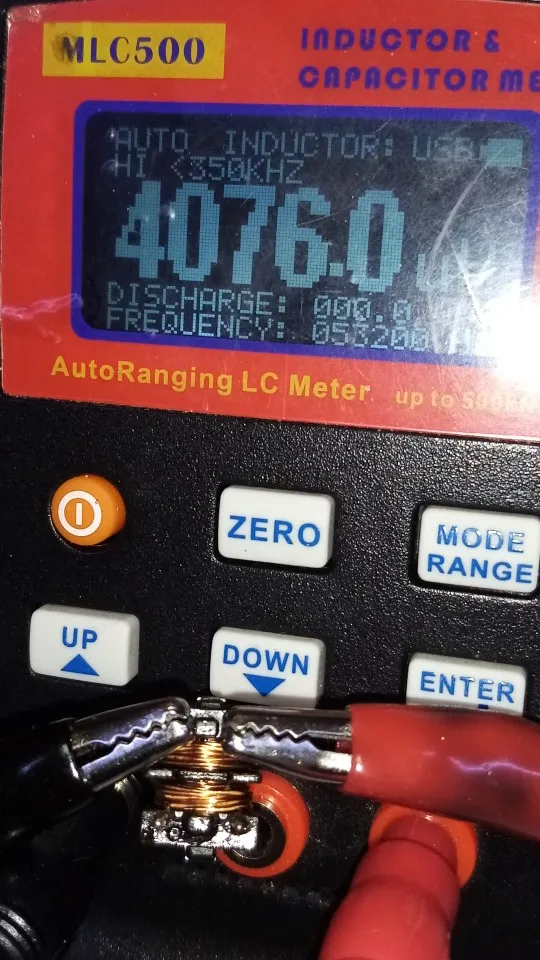 MLC500
INDUCTOR &
CAPACITOR ME
AUTO INDUCTOR: USB
HI <350KHZ
4076.0
DISCHARGE: 000.0
FREQUENCY: 053200
AutoRanging LC Meter up to
ZERO
MODE
RANGE
UP
DOWN
ENTER